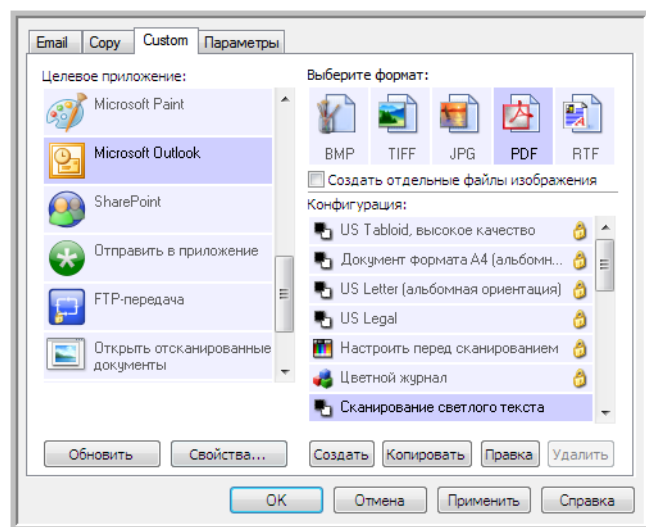 Email Copy Custom Параметры
Целевое приложение:
Microsoft Paint
Microsoft Outlook
SharePoint
Отправить в приложение
FTP-передача
Открыть отсканированные
документы
Обновить Свойства...
Выберите формат:
BMP TIFF JPG PDF RTF
Создать отдельные файлы изображения
Конфигурация:
US Tabloid, высокое качество
Документ формата A4 (альбомн...
US Letter (альбомная ориентация)
US Legal
Настроить перед сканированием
Цветной журнал
Сканирование светлого текста
Создать Копировать Правка Удалить
OK Отмена Применить Справка